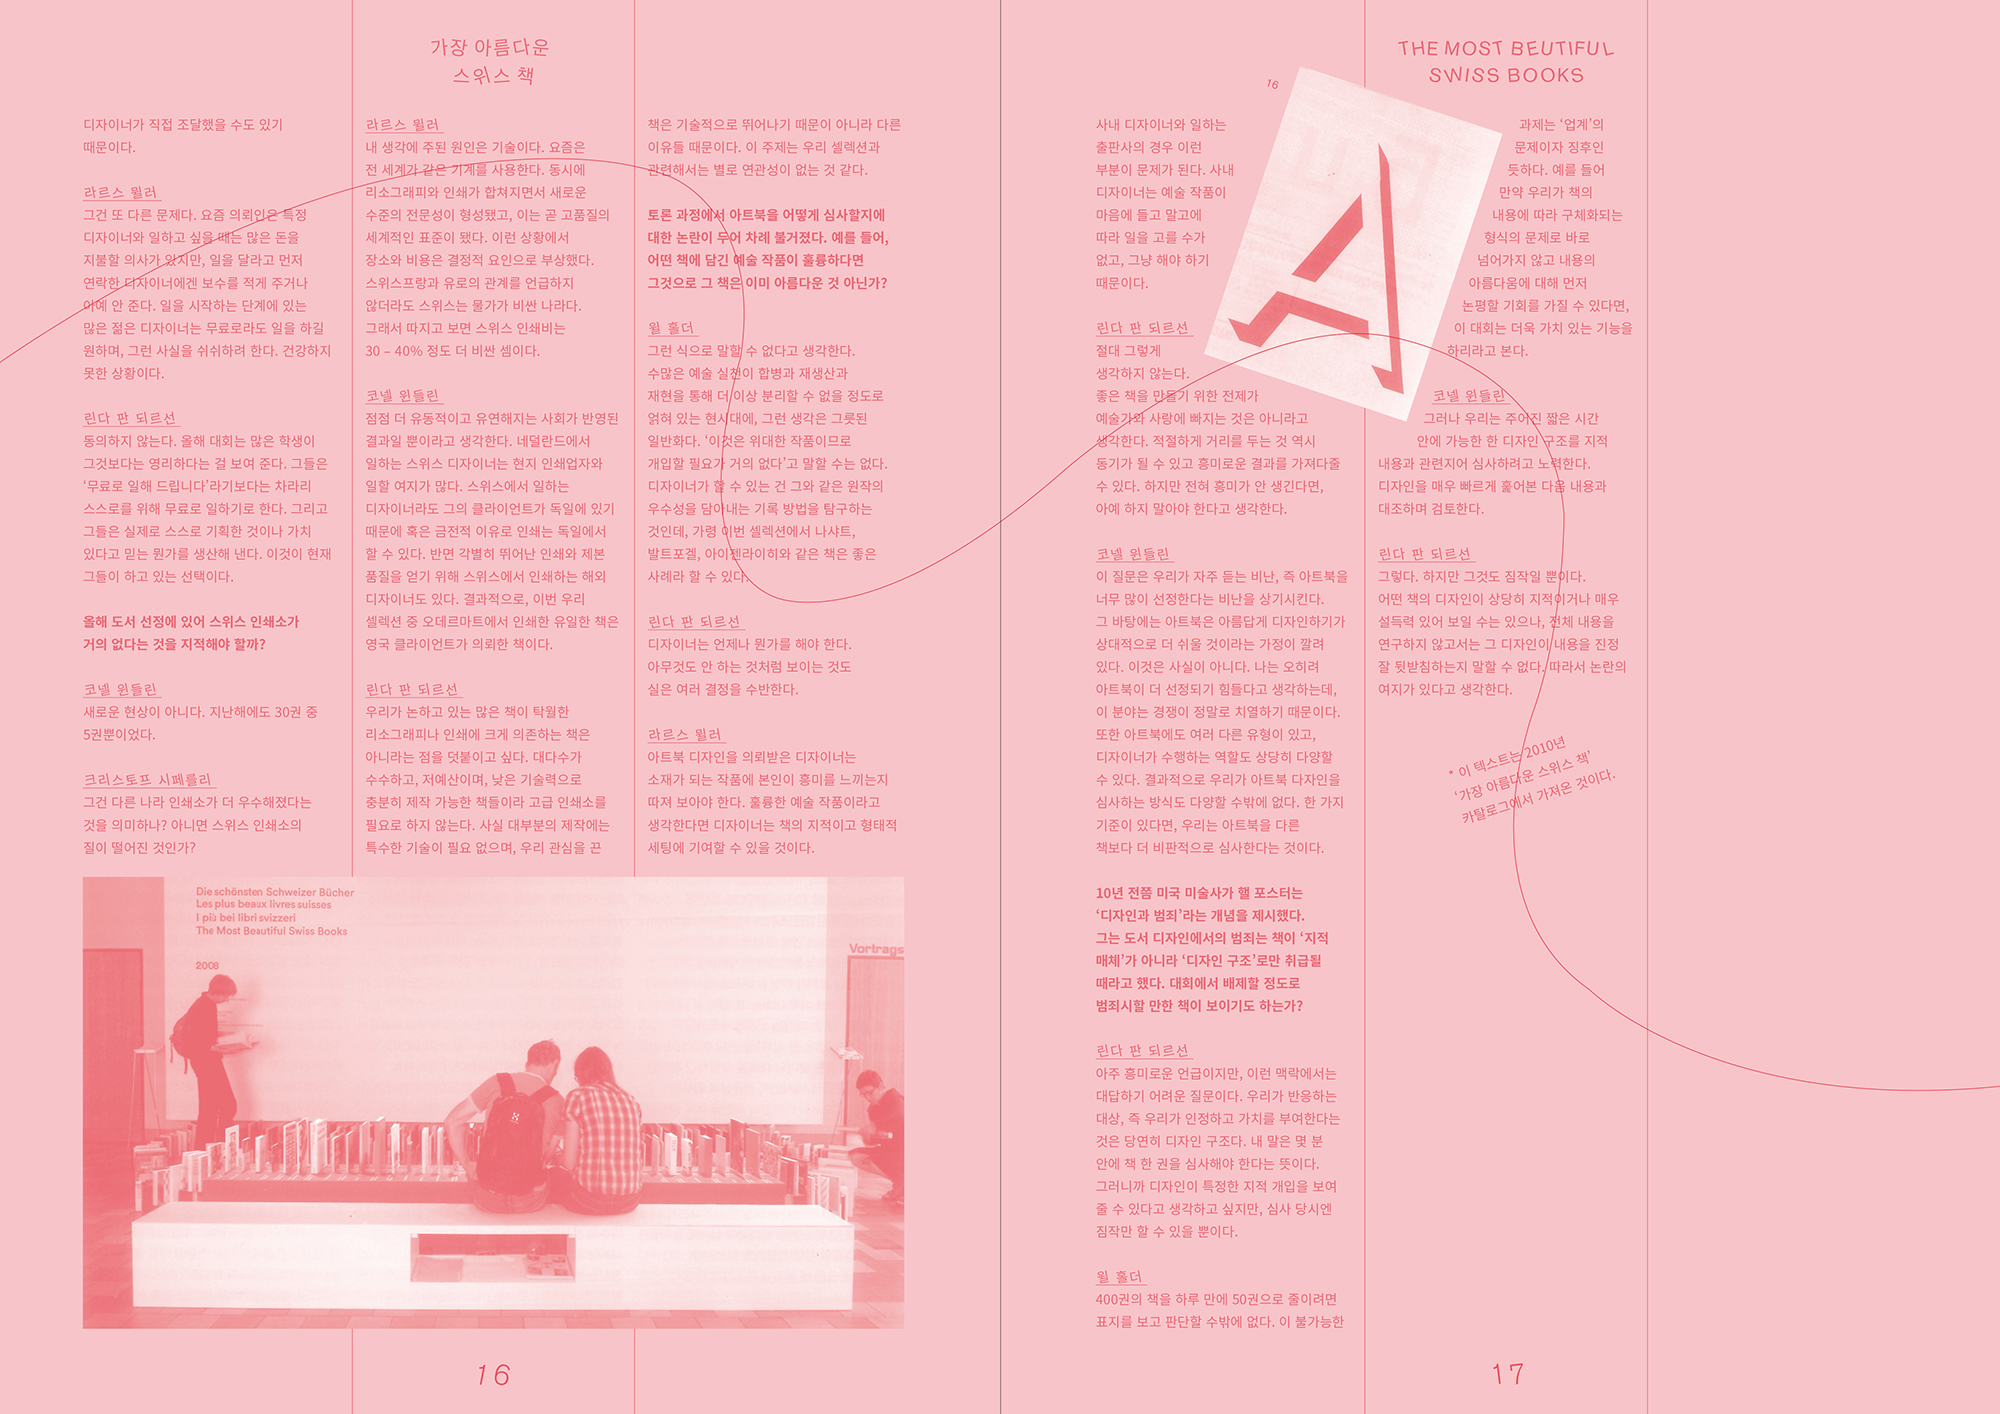 가장 아름다운
스위스 책
디자이너가 직접 조달했을 수도 있기
때문이다.
라르스 뮐러
그건 또 다른 문제다. 요즘 의뢰인은 특정
디자이너와 일하고 싶을 때는 많은 돈을
지불할 의사가 있지만, 일을 달라고 먼저
연락한 디자이너에겐 보수를 적게 주거나
아예 안 준다. 일을 시작하는 단계에 있는
많은 젊은 디자이너는 무료로라도 일을 하길
원하며, 그런 사실을 쉬쉬하려 한다. 건강하지
못한 상황이다.
린다 판 되르선
동의하지 않는다. 올해 대회는 많은 학생이
그것보다는 영리하다는 걸 보여 준다. 그들은
‘무료로 일해 드립니다’라기보다는 차라리
스스로를 위해 무료로 일하기로 한다. 그리고
그들은 실제로 스스로 기획한 것이나 가치
있다고 믿는 뭔가를 생산해 낸다. 이것이 현재
그들이 하고 있는 선택이다.
올해 도서 선정에 있어 스위스 인쇄소가
거의 없다는 것을 지적해야 할까?
코넬 윈들린
새로운 현상이 아니다. 지난해에도 30권 중
5권뿐이었다.
크리스토프 시페를리
그건 다른 나라 인쇄소가 더 우수해졌다는
것을 의미하나? 아니면 스위스 인쇄소의
질이 떨어진 것인가?
라르스 뮐러
내 생각에 주된 원인은 기술이다. 요즘은
전 세계가 같은 기계를 사용한다. 동시에
리소그래피와 인쇄가 합쳐지면서 새로운
수준의 전문성이 형성됐고, 이는 곧 고품질의
세계적인 표준이 됐다. 이런 상황에서
장소와 비용은 결정적 요인으로 부상했다.
스위스프랑과 유로의 관계를 언급하지
않더라도 스위스는 물가가 비싼 나라다.
그래서 따지고 보면 스위스 인쇄비는
30 – 40% 정도 더 비싼 셈이다.
코넬 윈들린
점점 더 유동적이고 유연해지는 사회가 반영된
결과일 뿐이라고 생각한다. 네덜란드에서
일하는 스위스 디자이너는 현지 인쇄업자와
일할 여지가 많다. 스위스에서 일하는
디자이너라도 그의 클라이언트가 독일에 있기
때문에 혹은 금전적 이유로 인쇄는 독일에서
할 수 있다. 반면 각별히 뛰어난 인쇄와 제본
품질을 얻기 위해 스위스에서 인쇄하는 해외
디자이너도 있다. 결과적으로, 이번 우리
셀렉션 중 오데르마트에서 인쇄한 유일한 책은
영국 클라이언트가 의뢰한 책이다.
린다 판 되르선
우리가 논하고 있는 많은 책이 탁월한
리소그래피나 인쇄에 크게 의존하는 책은
아니라는 점을 덧붙이고 싶다. 대다수가
수수하고, 저예산이며, 낮은 기술력으로
충분히 제작 가능한 책들이라 고급 인쇄소를
필요로 하지 않는다. 사실 대부분의 제작에는
특수한 기술이 필요 없으며, 우리 관심을 끈
책은 기술적으로 뛰어나기 때문이 아니라 다른
이유들 때문이다. 이 주제는 우리 셀렉션과
관련해서는 별로 연관성이 없는 것 같다.
토론 과정에서 아트북을 어떻게 심사할지에
대한 논란이 두어 차례 불거졌다. 예를 들어,
어떤 책에 담긴 예술 작품이 훌륭하다면
그것으로 그 책은 이미 아름다운 것 아닌가?
윌 홀더
그런 식으로 말할 수 없다고 생각한다.
수많은 예술 실천이 합병과 재생산과
재현을 통해 더 이상 분리할 수 없을 정도로
얽혀 있는 현시대에, 그런 생각은 그릇된
일반화다. ‘이것은 위대한 작품이므로
개입할 필요가 거의 없다’고 말할 수는 없다.
디자이너가 할 수 있는 건 그와 같은 원작의
우수성을 담아내는 기록 방법을 탐구하는
것인데, 가령 이번 셀렉션에서 나샤트,
발트포겔, 아이젠라이히와 같은 책은 좋은
사례라 할 수 있다.
린다 판 되르선
디자이너는 언제나 뭔가를 해야 한다.
아무것도 안 하는 것처럼 보이는 것도
실은 여러 결정을 수반한다.
라르스 뮐러
아트북 디자인을 의뢰받은 디자이너는
소재가 되는 작품에 본인이 흥미를 느끼는지
따져 보아야 한다. 훌륭한 예술 작품이라고
생각한다면 디자이너는 책의 지적이고 형태적
세팅에 기여할 수 있을 것이다.
Die schönsten Schweizer Bücher
Les plus beaux livres suisses
I più bei libri svizzeri
The Most Beautiful Swiss Books
2008
Vortrags
16
THE MOST BEUTIFUL
SWISS BOOKS
16
A
사내 디자이너와 일하는
출판사의 경우 이런
부분이 문제가 된다. 사내
디자이너는 예술 작품이
마음에 들고 말고에
따라 일을 고를 수가
없고, 그냥 해야 하기
때문이다.
린다 판 되르선
절대 그렇게
생각하지 않는다.
좋은 책을 만들기 위한 전제가
예술가와 사랑에 빠지는 것은 아니라고
생각한다. 적절하게 거리를 두는 것 역시
동기가 될 수 있고 흥미로운 결과를 가져다줄
수 있다. 하지만 전혀 흥미가 안 생긴다면,
아예 하지 말아야 한다고 생각한다.
코넬 윈들린
이 질문은 우리가 자주 듣는 비난, 즉 아트북을
너무 많이 선정한다는 비난을 상기시킨다.
그 바탕에는 아트북은 아름답게 디자인하기가
상대적으로 더 쉬울 것이라는 가정이 깔려
있다. 이것은 사실이 아니다. 나는 오히려
아트북이 더 선정되기 힘들다고 생각하는데,
이 분야는 경쟁이 정말로 치열하기 때문이다.
또한 아트북에도 여러 다른 유형이 있고,
디자이너가 수행하는 역할도 상당히 다양할
수 있다. 결과적으로 우리가 아트북 다자인을
심사하는 방식도 다양할 수밖에 없다. 한 가지
기준이 있다면, 우리는 아트북을 다른
책보다 더 비판적으로 심사한다는 것이다.
10년 전쯤 미국 미술사가 핼 포스터는
‘디자인과 범죄’라는 개념을 제시했다.
그는 도서 디자인에서의 범죄는 책이 ‘지적
매체’가 아니라 ‘디자인 구조’로만 취급될
때라고 했다. 대회에서 배제할 정도로
범죄시할 만한 책이 보이기도 하는가?
린다 판 되르선
아주 흥미로운 언급이지만, 이런 맥락에서는
대답하기 어려운 질문이다. 우리가 반응하는
대상, 즉 우리가 인정하고 가치를 부여한다는
것은 당연히 디자인 구조다. 내 말은 몇 분
안에 책 한 권을 심사해야 한다는 뜻이다.
그러니까 디자인이 특정한 지적 개입을 보여
줄 수 있다고 생각하고 싶지만, 심사 당시엔
짐작만 할 수 있을 뿐이다.
윌 홀더
400권의 책을 하루 만에 50권으로 줄이려면
표지를 보고 판단할 수밖에 없다. 이 불가능한
과제는 ‘업계’의
문제이자 징후인
듯하다. 예를 들어
만약 우리가 책의
내용에 따라 구체화되는
형식의 문제로 바로
넘어가지 않고 내용의
아름다움에 대해 먼저
논평할 기회를 가질 수 있다면,
이 대회는 더욱 가치 있는 기능을
하리라고 본다.
코넬 윈들린
그러나 우리는 주어진 짧은 시간
안에 가능한 한 디자인 구조를 지적
내용과 관련지어 심사하려고 노력한다.
디자인을 매우 빠르게 훑어본 다음 내용과
대조하며 검토한다.
린다 판 되르선
그렇다. 하지만 그것도 짐작일 뿐이다.
어떤 책의 디자인이 상당히 지적이거나 매우
설득력 있어 보일 수는 있으나, 전체 내용을
연구하지 않고서는 그 디자인이 내용을 진정
잘 뒷받침하는지 말할 수 없다. 따라서 논란의
여지가 있다고 생각한다.
* 이 텍스트는 2010년
‘가장 아름다운 스위스 책’
카탈로그에서 가져온 것이다.
17